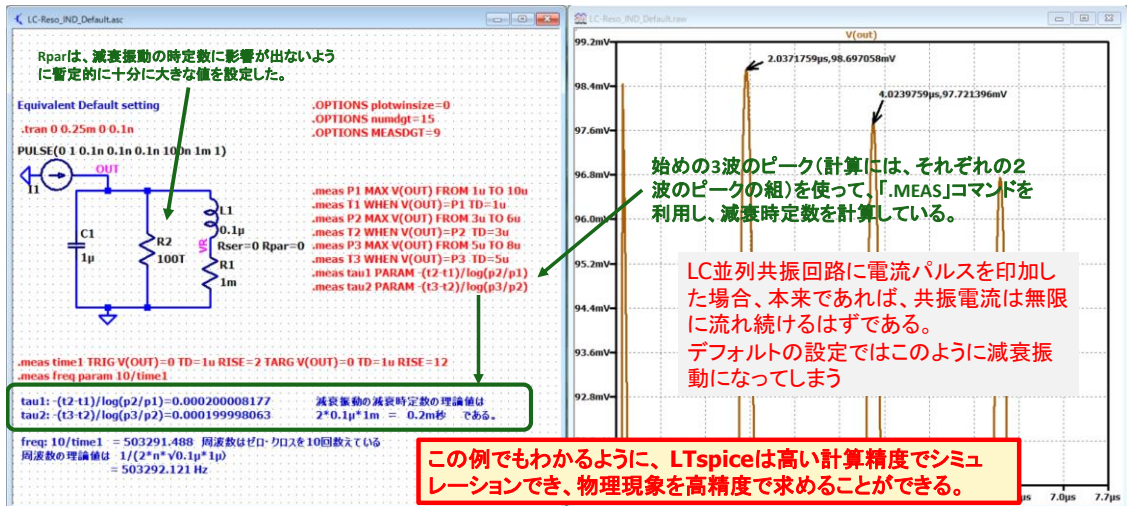 LC-Reso_IND_Default.asc
Rparは、減衰振動の時定数に影響が出ないよう
に暫定的に十分に大きな値を設定した。
Equivalent Default setting
.tran 0 0.25m 0 0.1n
PULSE(0 1 0.1n 0.1n 0.1n 100n 1m 1)
.OPTIONS plotwinsize=0
.OPTIONS numdgt=15
.OPTIONS MEASDGT=9
I1
OUT
C1
1µ
R2
100T
L1
0.1µ
Rser=0 Rpar=0
VR
R1
1m
.meas P1 MAX V(OUT) FROM 1u TO 10u
.meas T1 WHEN V(OUT)=P1 TD=1u
.meas P2 MAX V(OUT) FROM 3u TO 6u
.meas T2 WHEN V(OUT)=P2 TD=3u
.meas P3 MAX V(OUT) FROM 5u TO 8u
.meas T3 WHEN V(OUT)=P3 TD=5u
.meas tau1 PARAM -(t2-t1)/log(p2/p1)
.meas tau2 PARAM -(t3-t2)/log(p3/p2)
.meas time1 TRIG V(OUT)=0 TD=1u RISE=2 TARG V(OUT)=0 TD=1u RISE=12
.meas freq param 10/time1
tau1: -(t2-t1)/log(p2/p1)=0.000200008177 減衰振動の減衰時定数の理論値は
tau2: -(t3-t2)/log(p3/p2)=0.000199998063 2*0.1µ*1m = 0.2m秒 である。
freq: 10/time1 = 503291.488 周波数はゼロ・クロスを10回数えている
周波数の理論値は 1/(2*π*√0.1µ*1µ)
= 503292.121 Hz
LC-Reso_IND_Default.raw
V(out)
99.2mV
98.4mV
97.6mV
96.8mV
96.0mV
95.2mV
94.4mV
93.6mV
92.8mV
2.0371759µs,98.697058mV
4.0239759µs,97.721396mV
始めの3波のピーク(計算には、それぞれの2
波のピークの組)を使って、「.MEAS」コマンドを
利用し、減衰時定数を計算している。
LC並列共振回路に電流パルスを印加し
た場合、本来であれば、共振電流は無限
に流れ続けるはずである。
デフォルトの設定ではこのように減衰振
動になってしまう
この例でもわかるように、LTspiceは高い計算精度でシミュ
レーションでき、物理現象を高精度で求めることができる。
µs 7.0µs 7.7µs